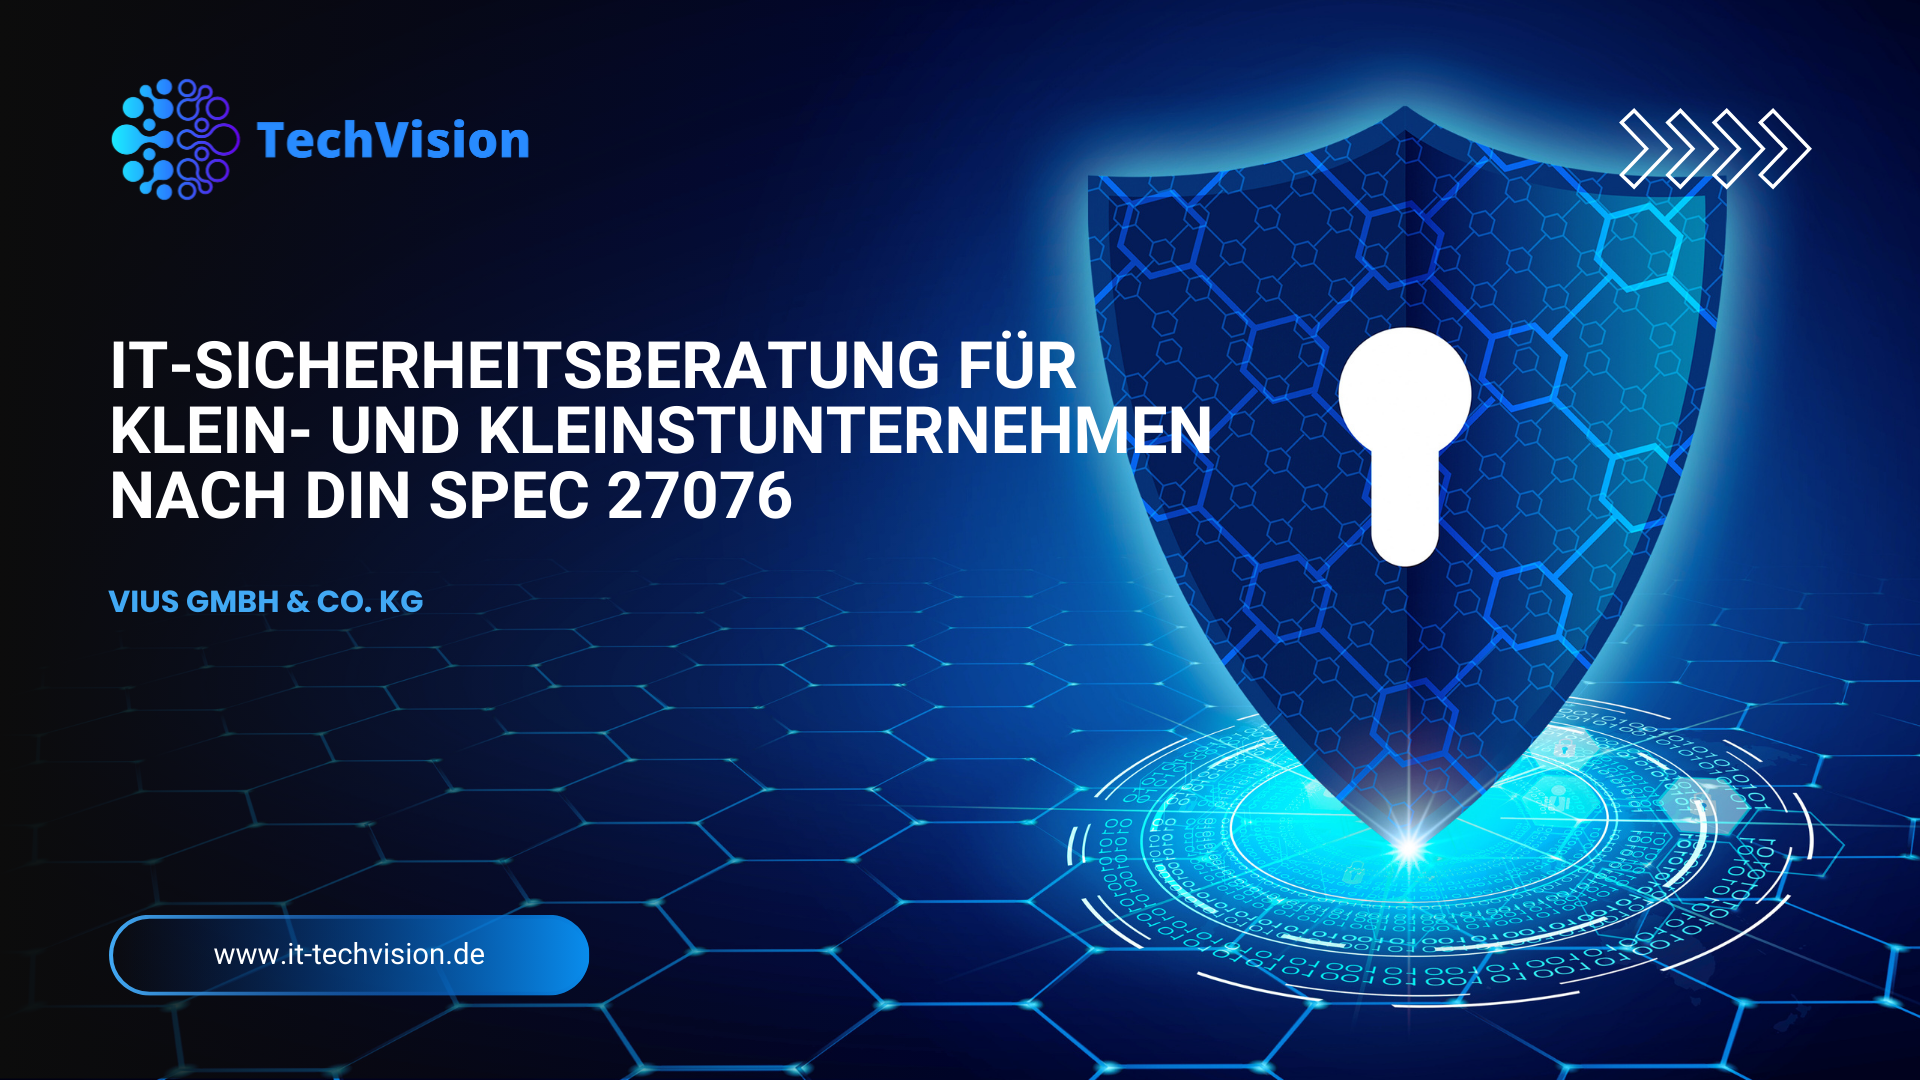 TechVision
IT-SICHERHEITSBERATUNG FÜR
KLEIN- UND KLEINSTUNTERNEHMEN
NACH DIN SPEC 27076
VIUS GMBH & CO. KG
www.it-techvision.de